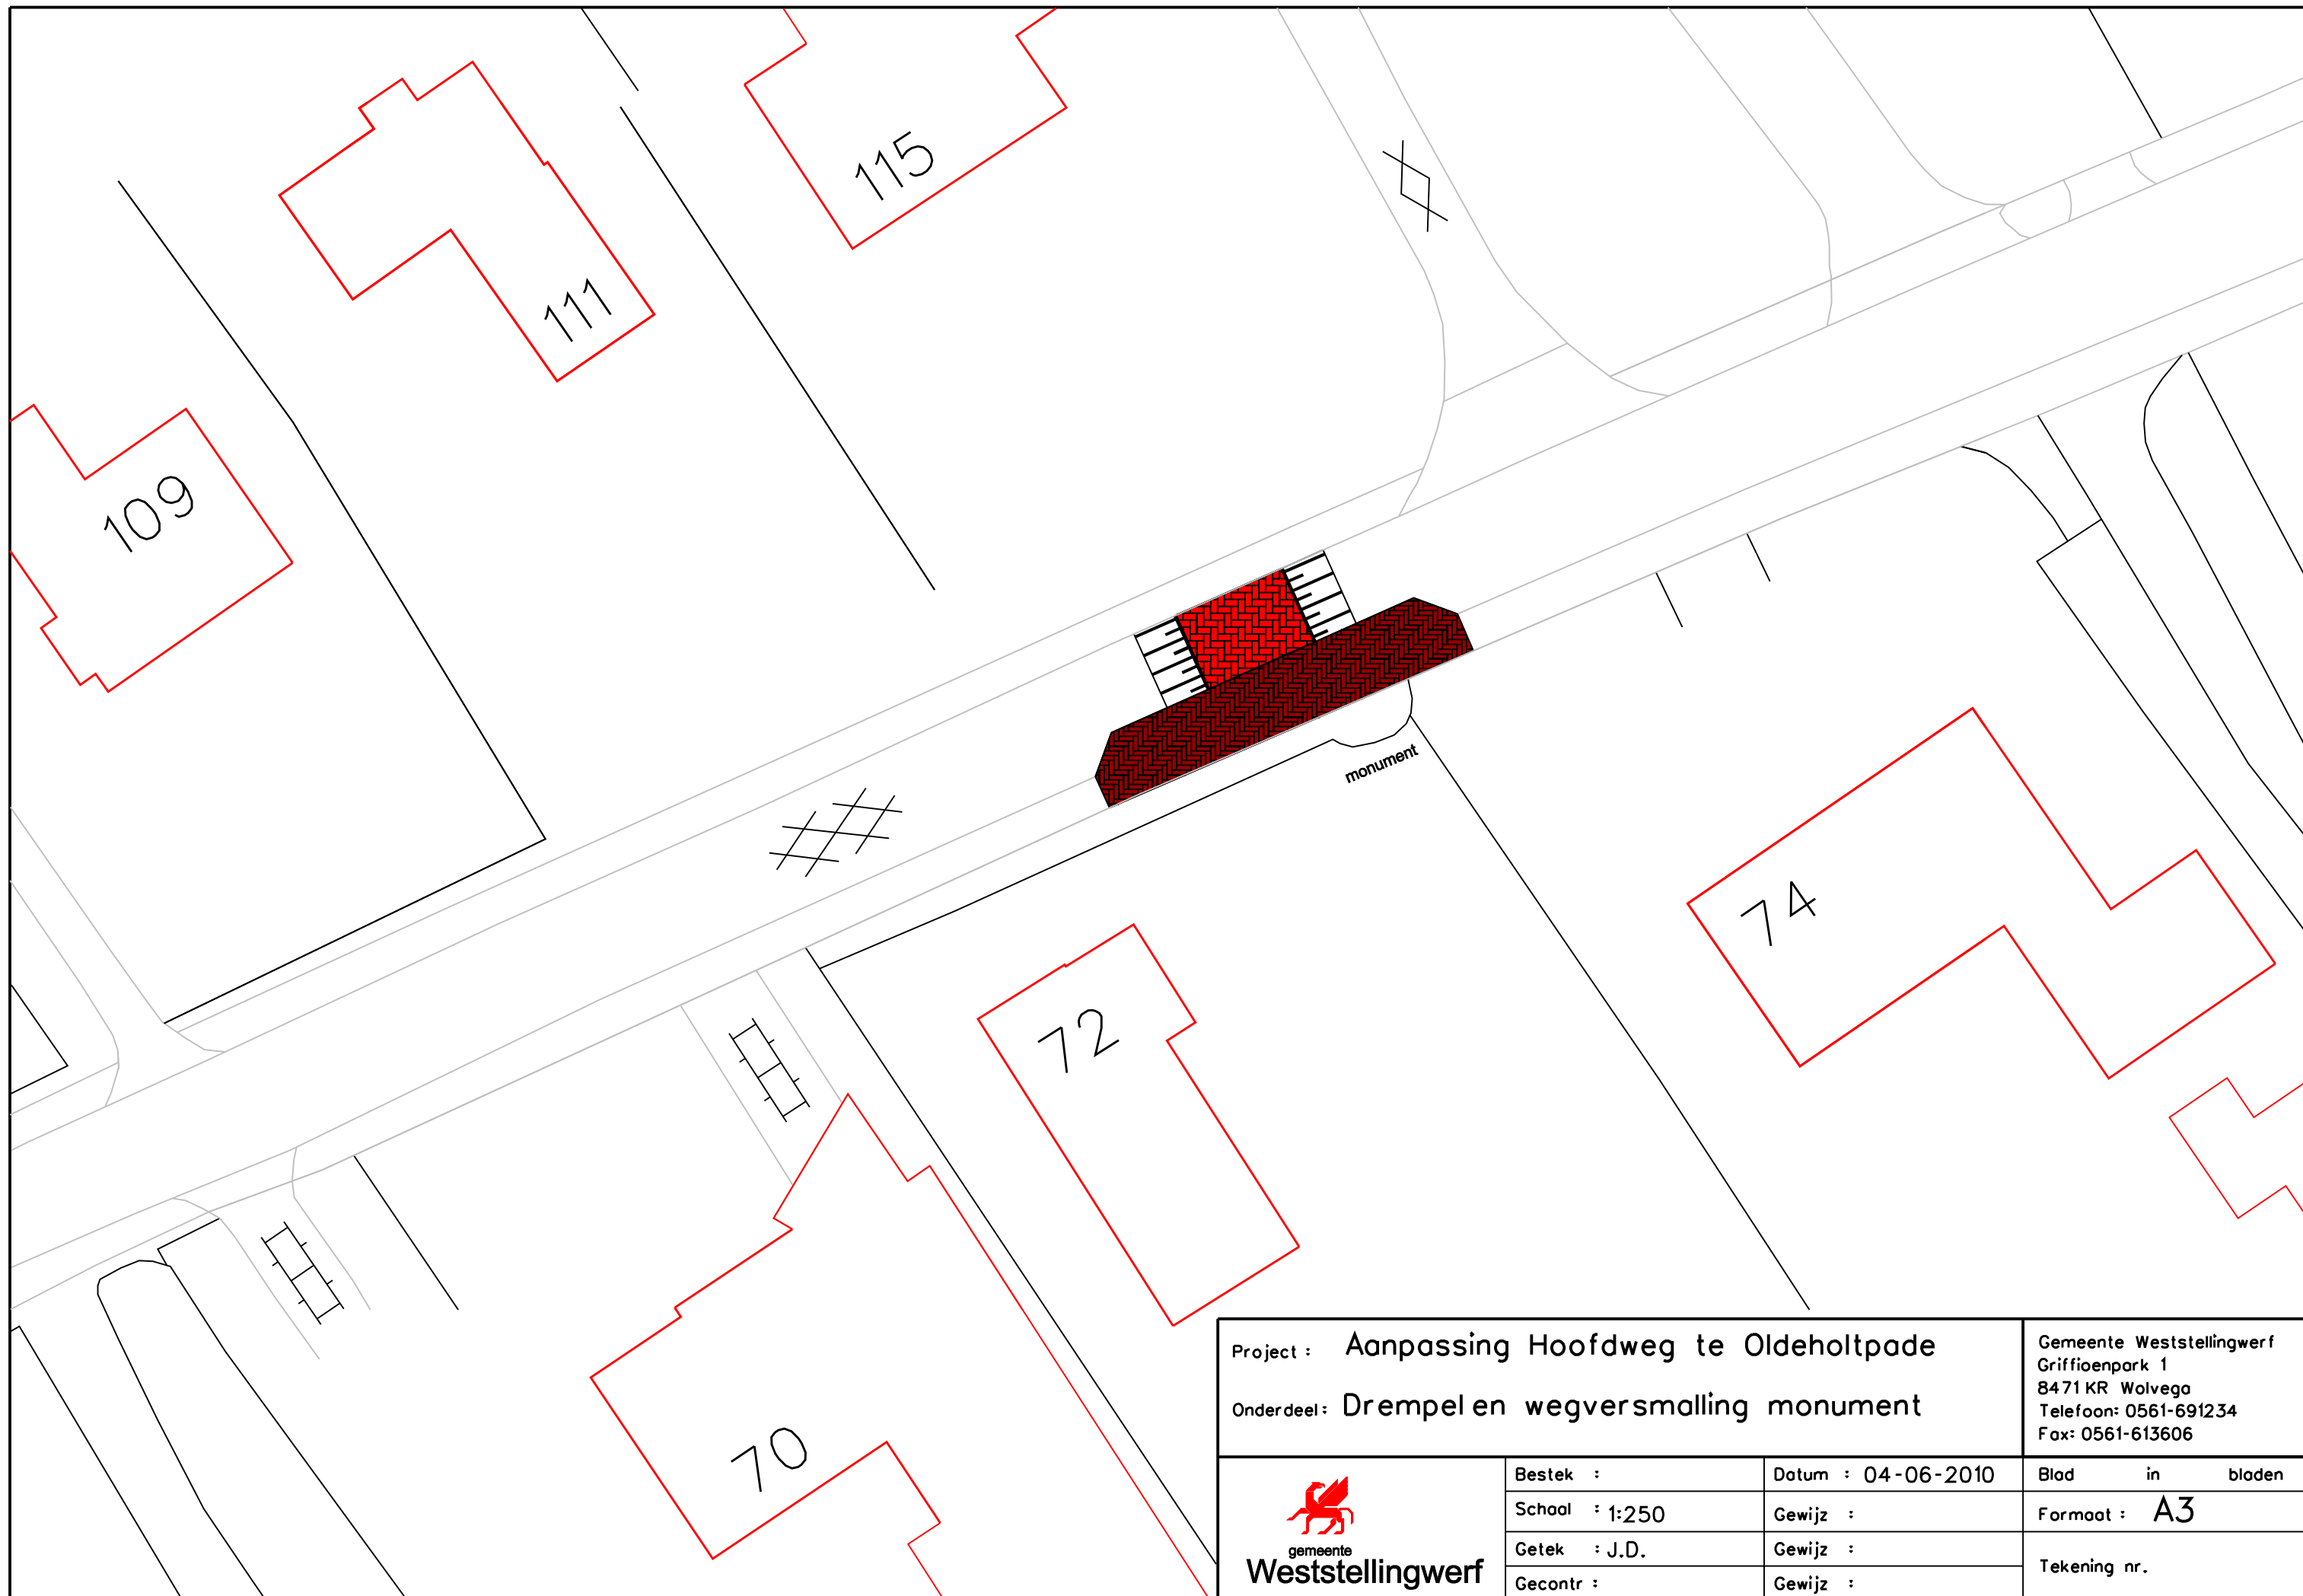 115
111
109
monument
74
72
70
Project : Aanpassing Hoofdweg te Oldeholtpade
Onderdeel: Drempel en wegversmalling monument
Gemeente Weststellingwerf
Griffioenpark 1
8471 KR Wolvega
Telefoon: 0561-691234
Fax: 0561-613606
gemeente
Weststellingwerf
Bestek :
Datum : 04-06-2010
Blad in bladen
Schaal : 1:250
Gewijz :
Formaat : A3
Getek : J.D.
Gewijz :
Tekening nr.
Gecontr :
Gewijz :